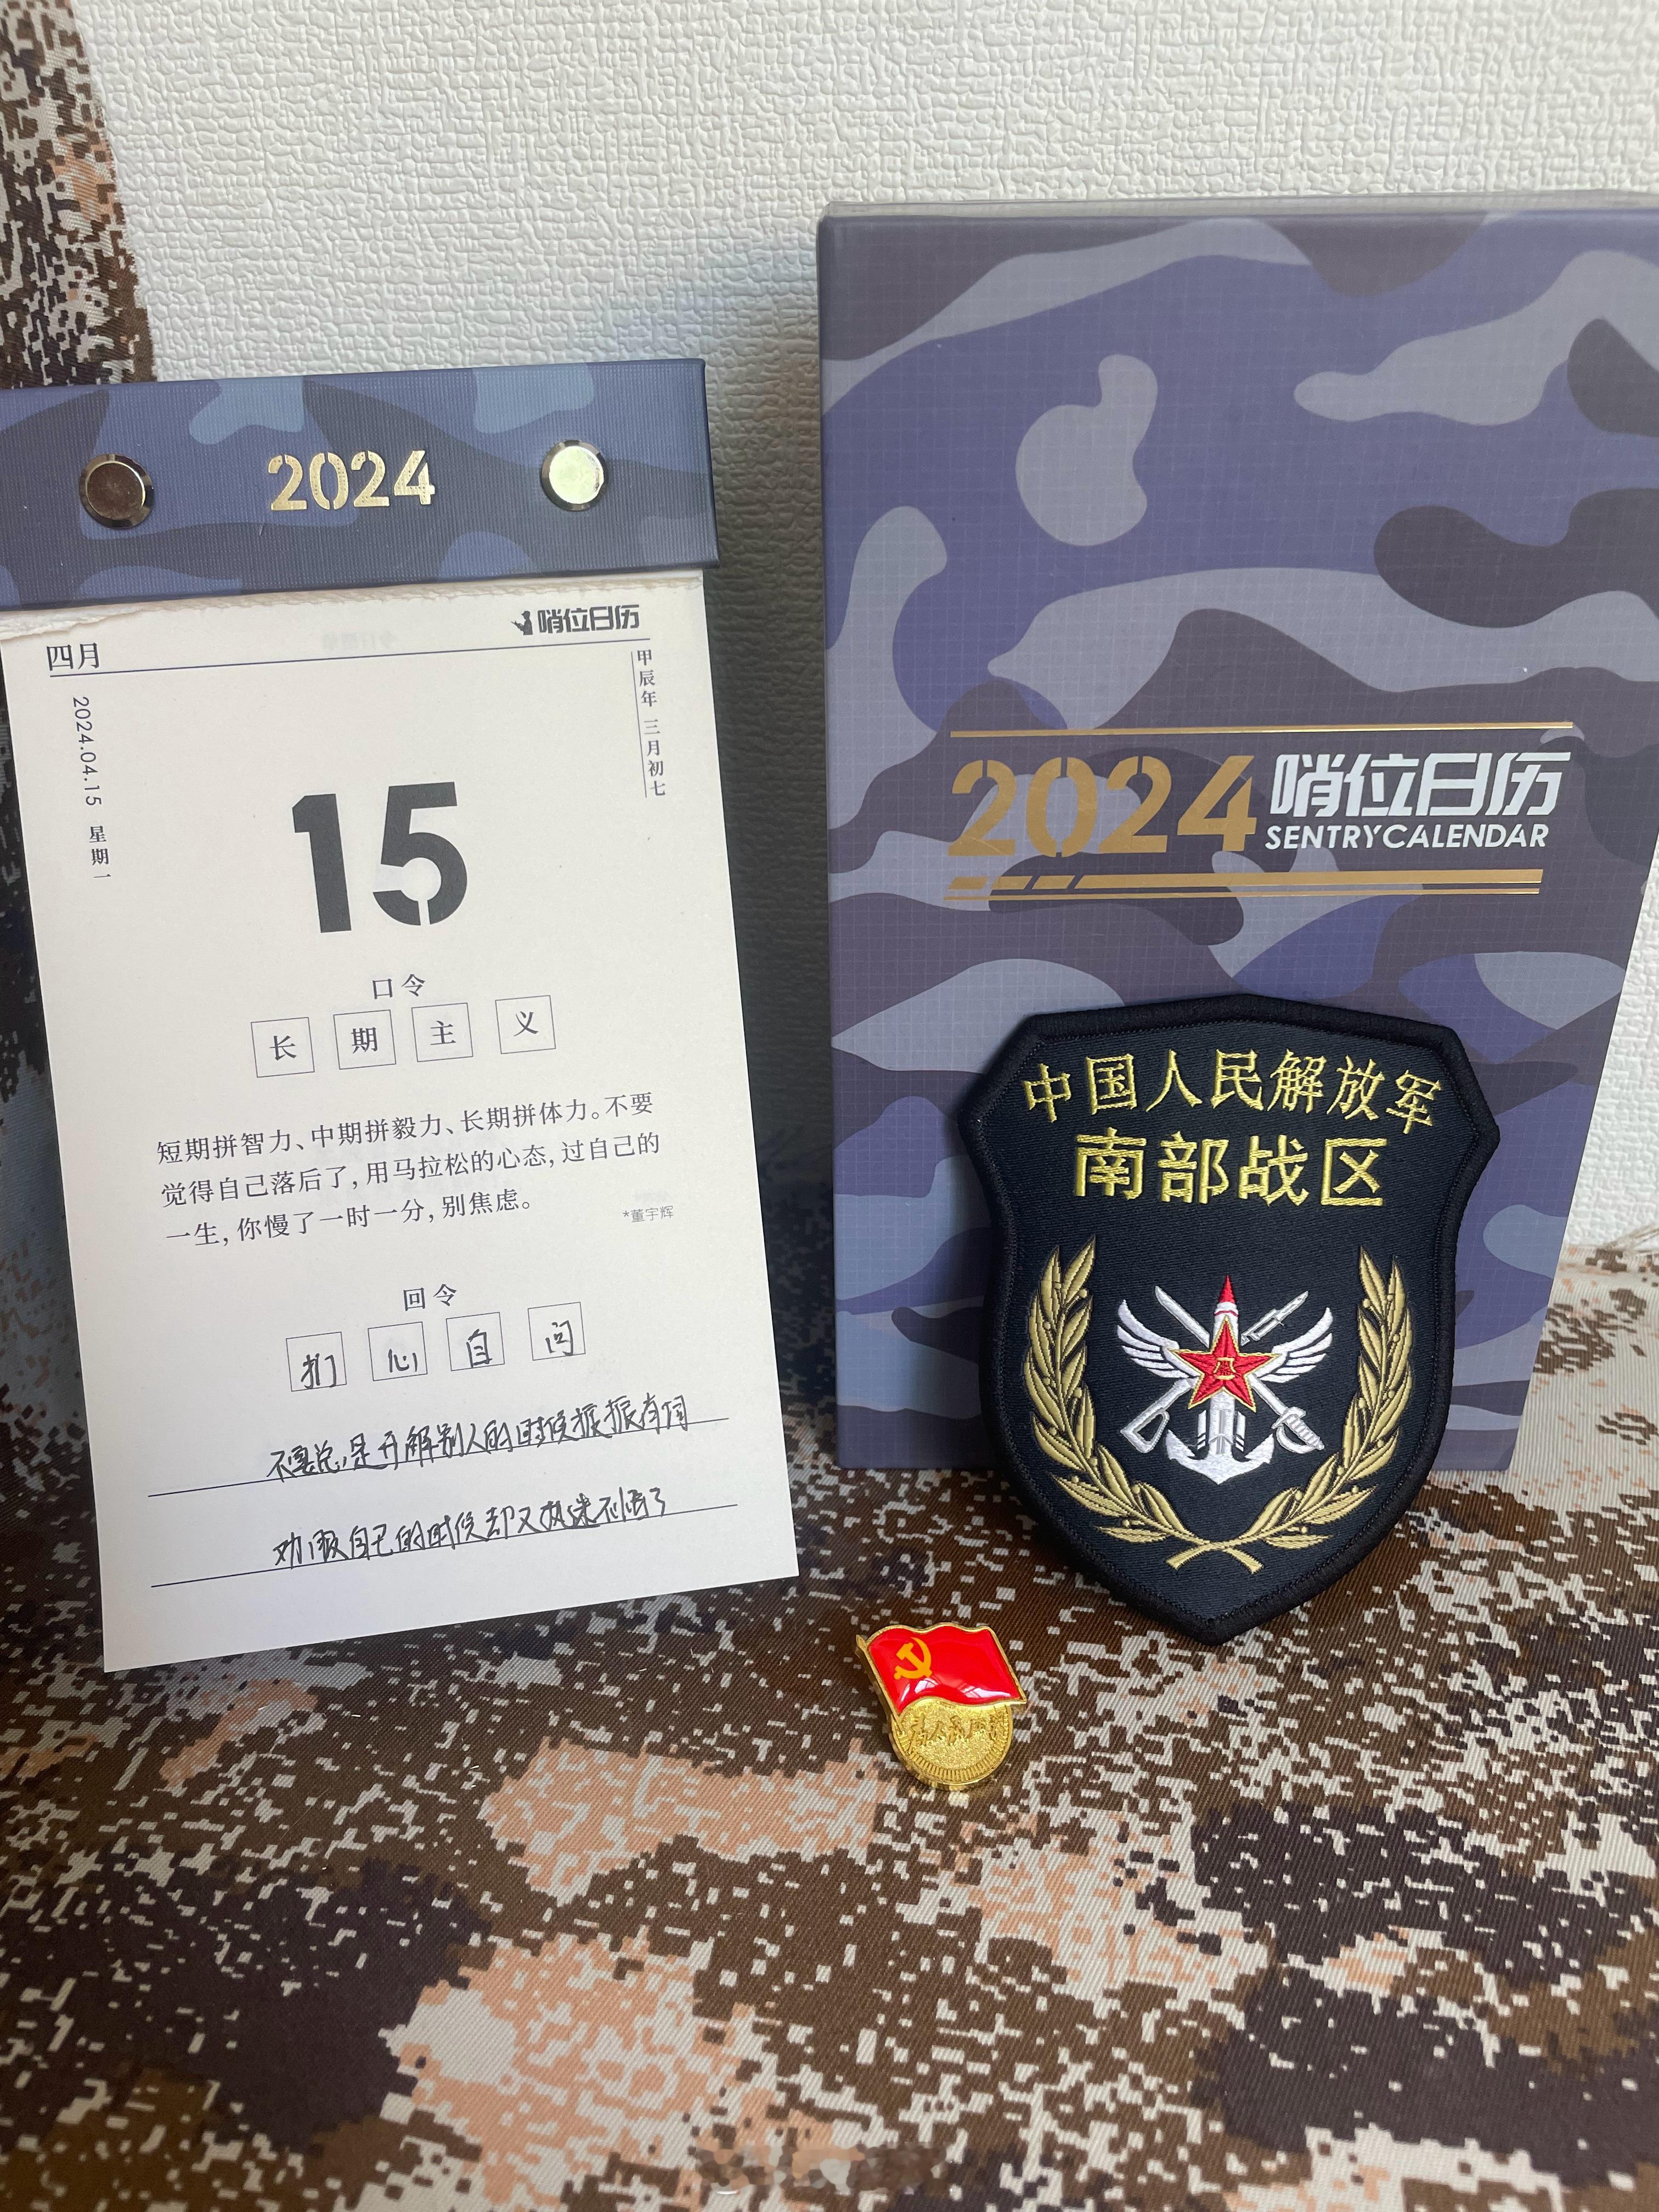 2024
四月
哨位日历
2024.04.15 星期一
甲辰年 三月初七
15
口令
长期主义
短期拼智力、中期拼毅力、长期拼体力。不要
觉得自己落后了，用马拉松的心态，过自己的
一生，你慢了一时一分，别焦虑。
*董宇辉
回令
扪心自问
不要总是开解别人的时候振振有词
劝服自己的时候却又执迷不悟了
2024哨位日历
SENTRY CALENDAR
中国人民解放军
南部战区